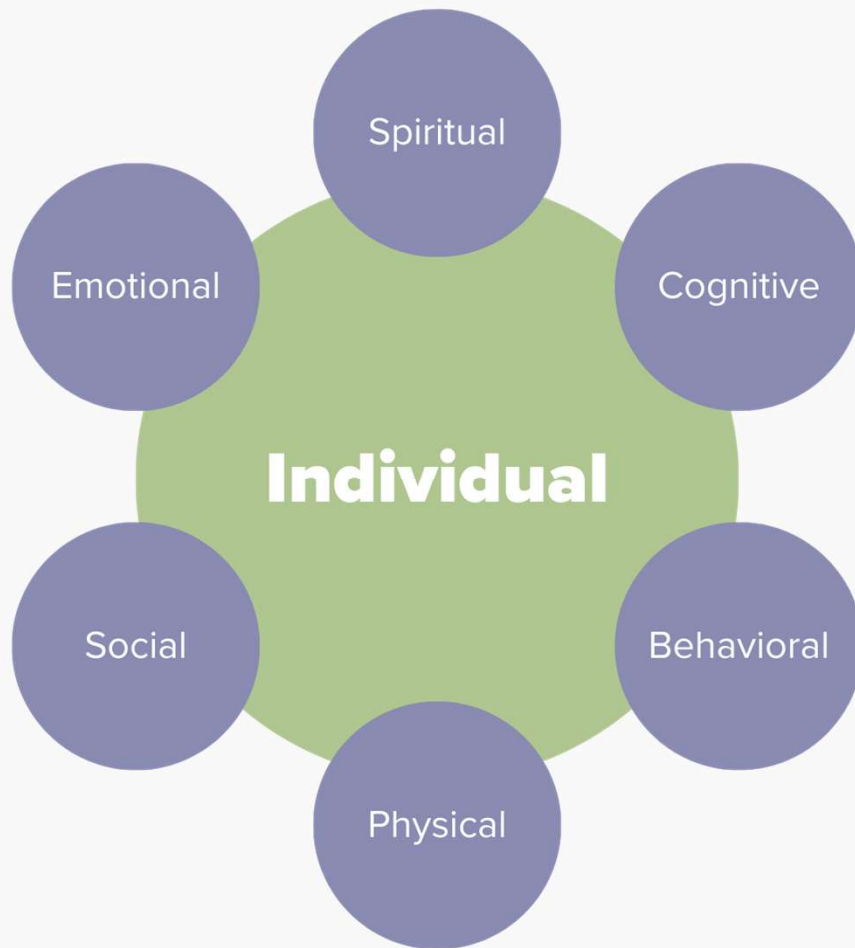 Spiritual
Emotional
Cognitive
Individual
Social
Behavioral
Physical